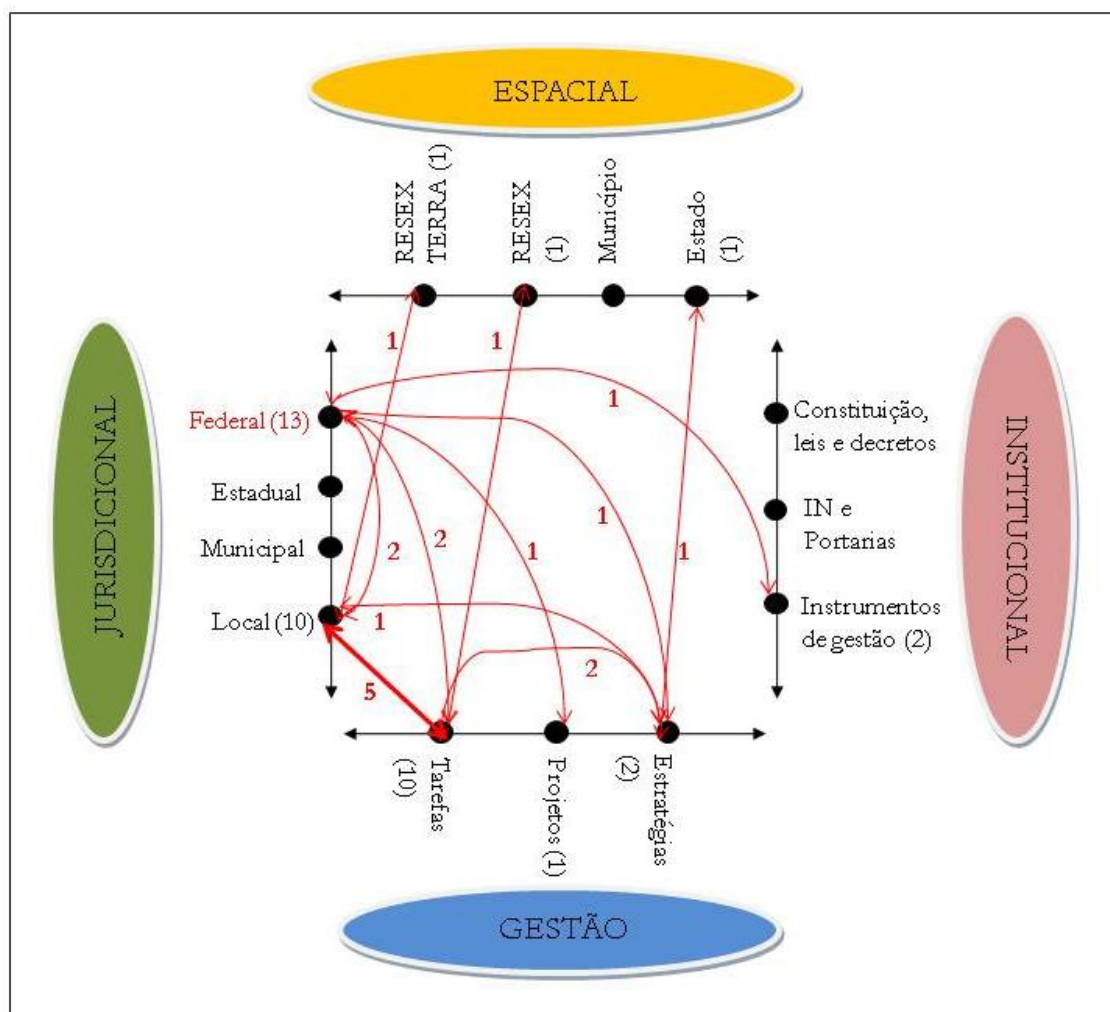 ESPACIAL
RESEX
TERRA (1)
RESEX
(1)
Município
Estado
(1)
1
1
1
Federal (13)
Constituição,
leis e decretos
JURISDICIONAL
INSTITUCIONAL
Estadual
IN e
Portarias
1
2
1
1
Municipal
2
Local (10)
1
Instrumentos
de gestão (2)
2
5
Tarefas
(10)
Projetos (1)
Estratégias
(2)
GESTÃO